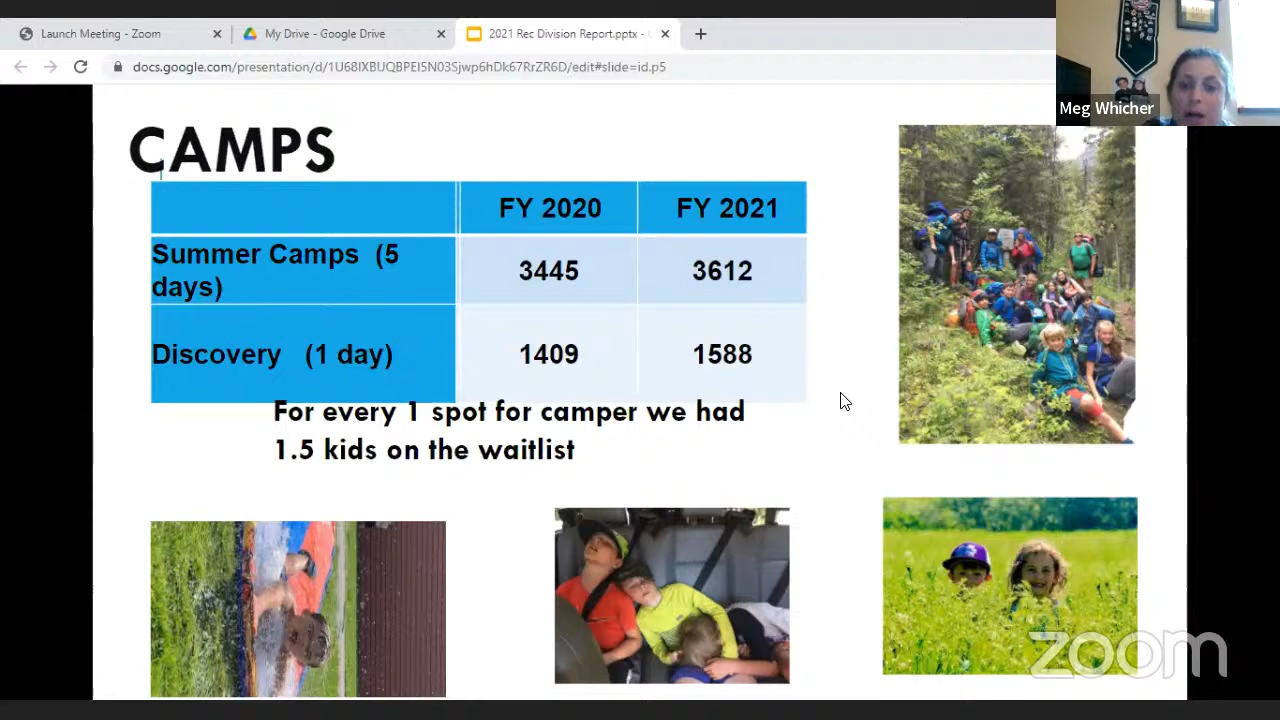 Launch Meeting - Zoom
My Drive - Google Drive
2021 Rec Division Report.pptx - G
docs.google.com/presentation/d/1U68IXBUQBPEI5N03Sjwp6hDk67RrZR6D/edit#slide=id.p5
Meg Whicher
CAMPS
FY 2020 FY 2021
Summer Camps (5
days) 3445 3612
Discovery (1 day) 1409 1588
For every 1 spot for camper we had
1.5 kids on the waitlist
zoom